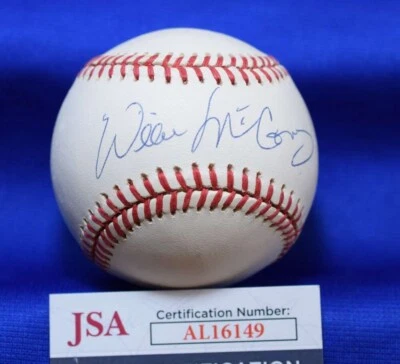 Willie McCovey
JSA
Certification Number:
AL16149